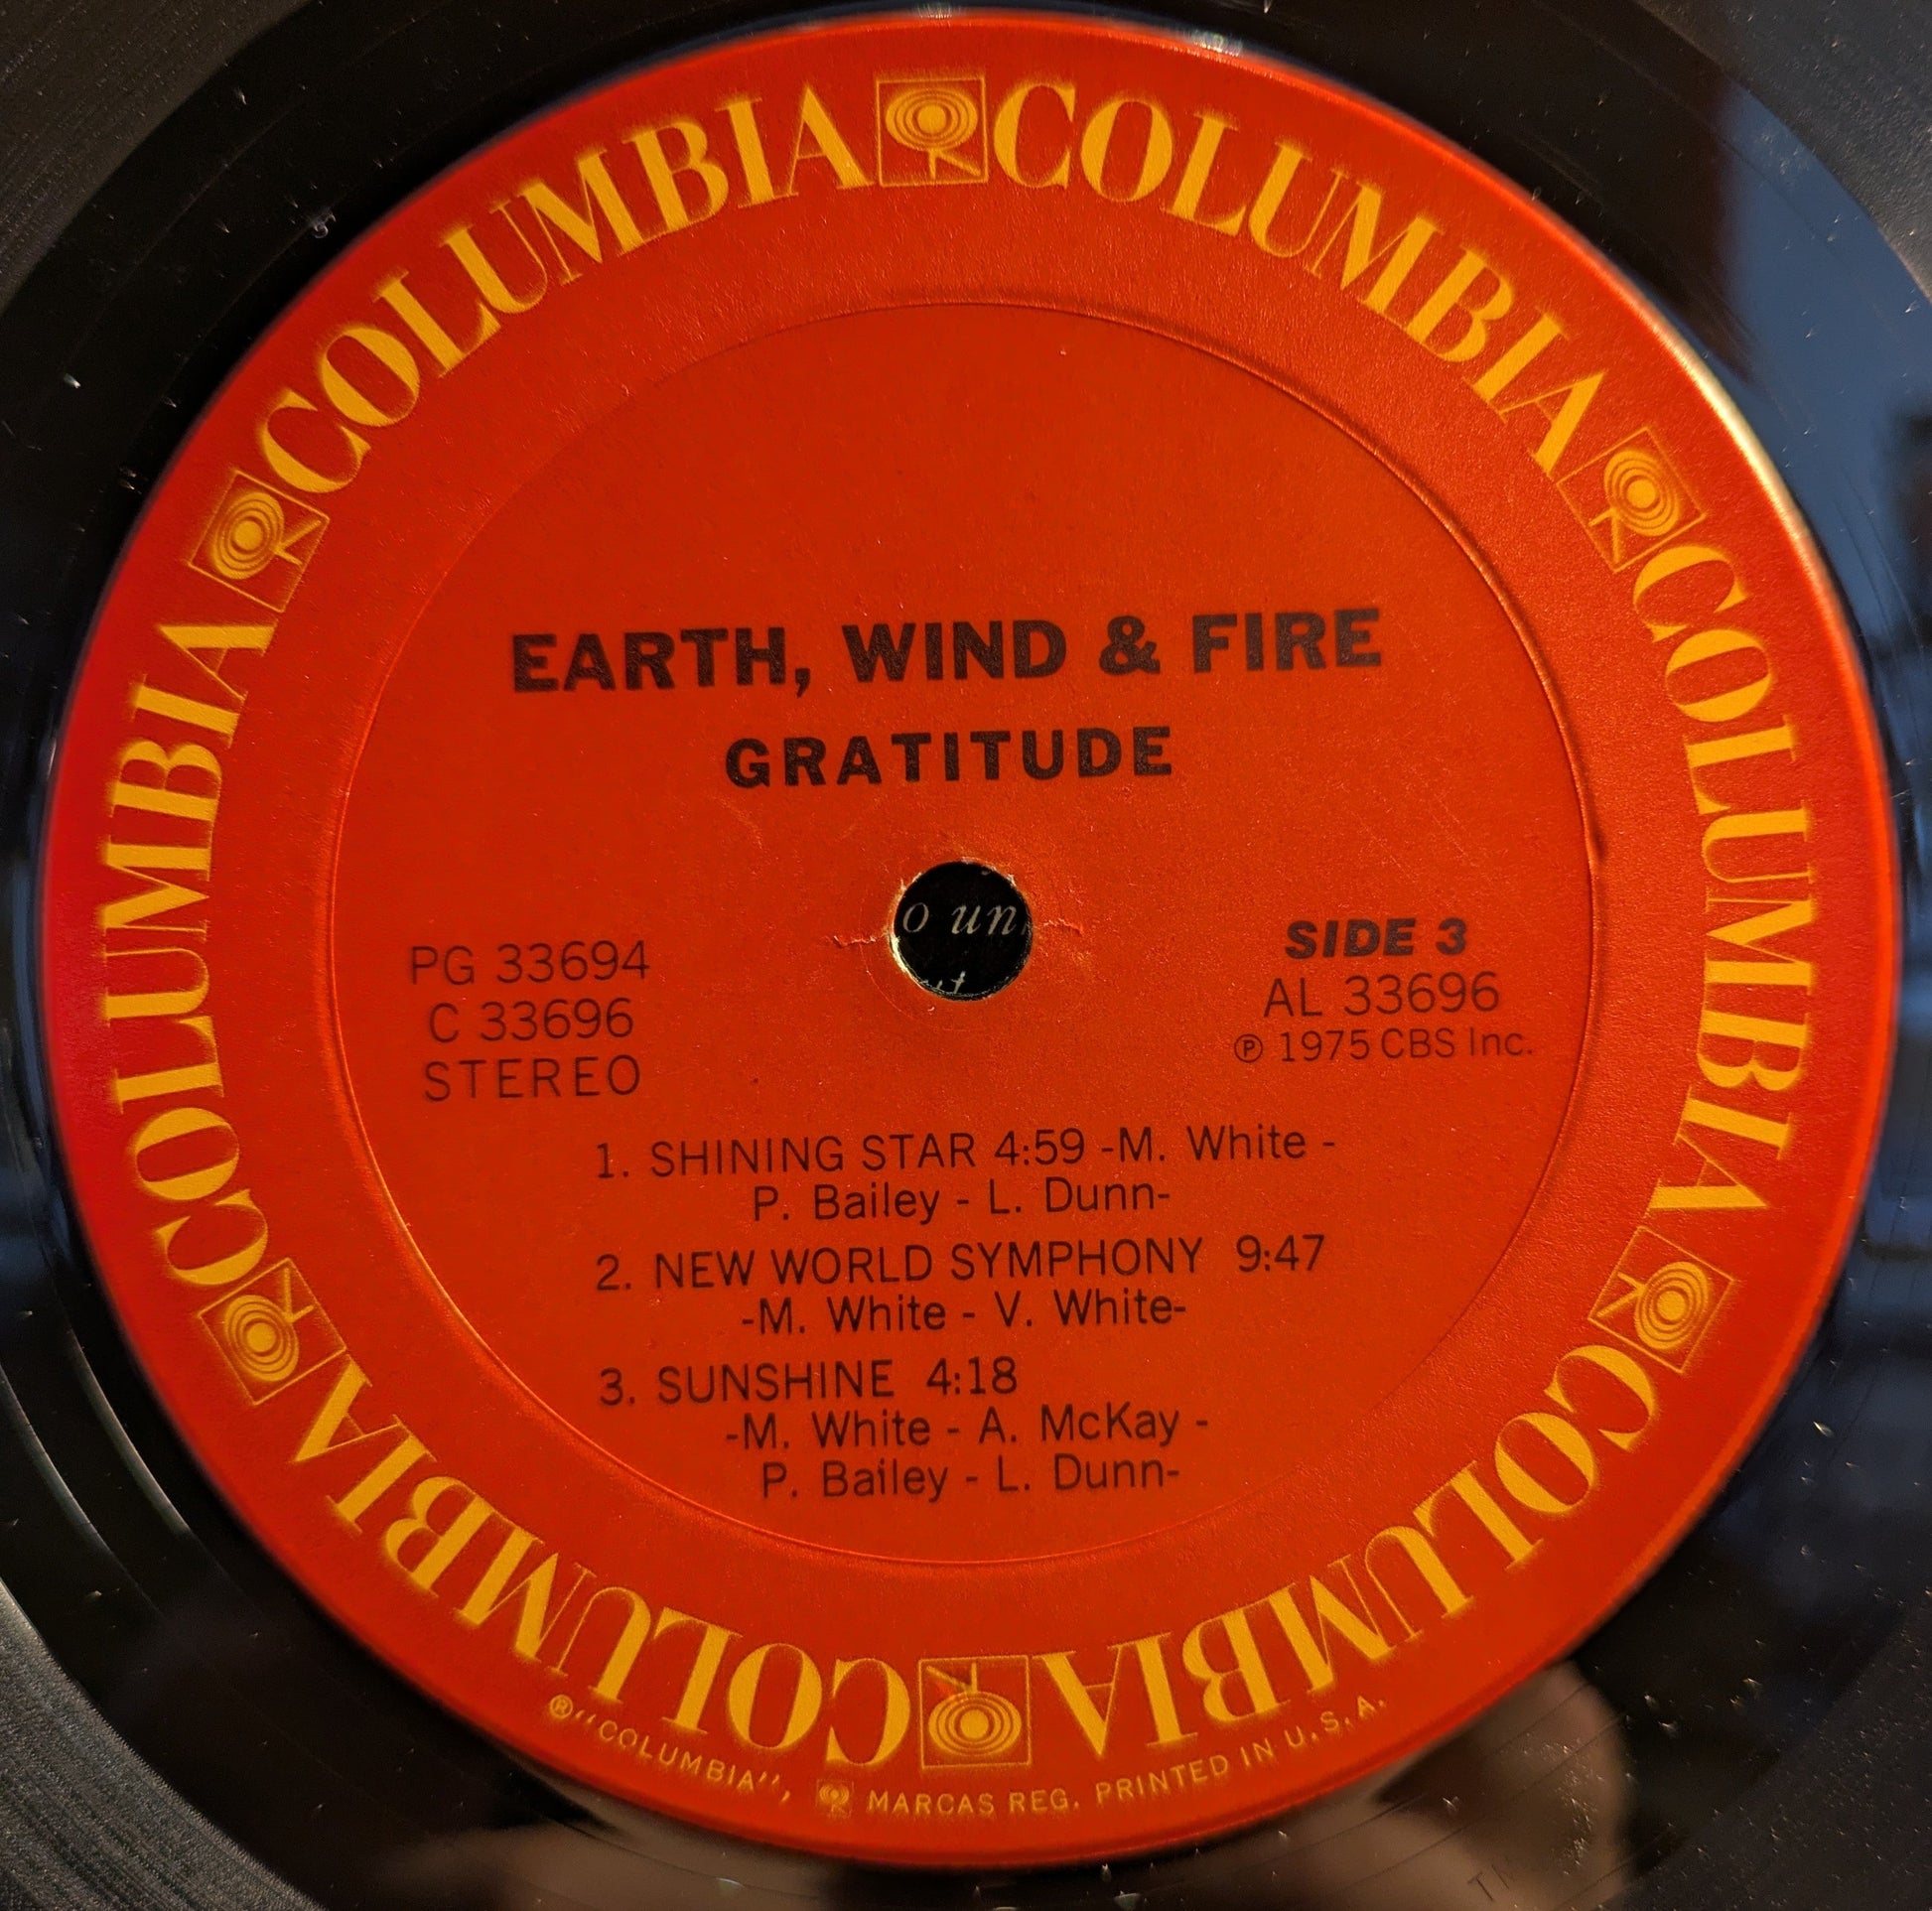 COLUMBIA COLUMBIA COLUMBIA COLUMBIA COLUMBIA COLUMBIA
EARTH, WIND & FIRE
GRATITUDE
o un
PG 33694
C 33696
STEREO
SIDE 3
AL 33696
℗ 1975 CBS Inc.
1. SHINING STAR 4:59 -M. White -
P. Bailey - L. Dunn-
2. NEW WORLD SYMPHONY 9:47
-M. White - V. White-
3. SUNSHINE 4:18
-M. White - A. McKay -
P. Bailey - L. Dunn-
®"COLUMBIA", MARCAS REG. PRINTED IN U.S.A.